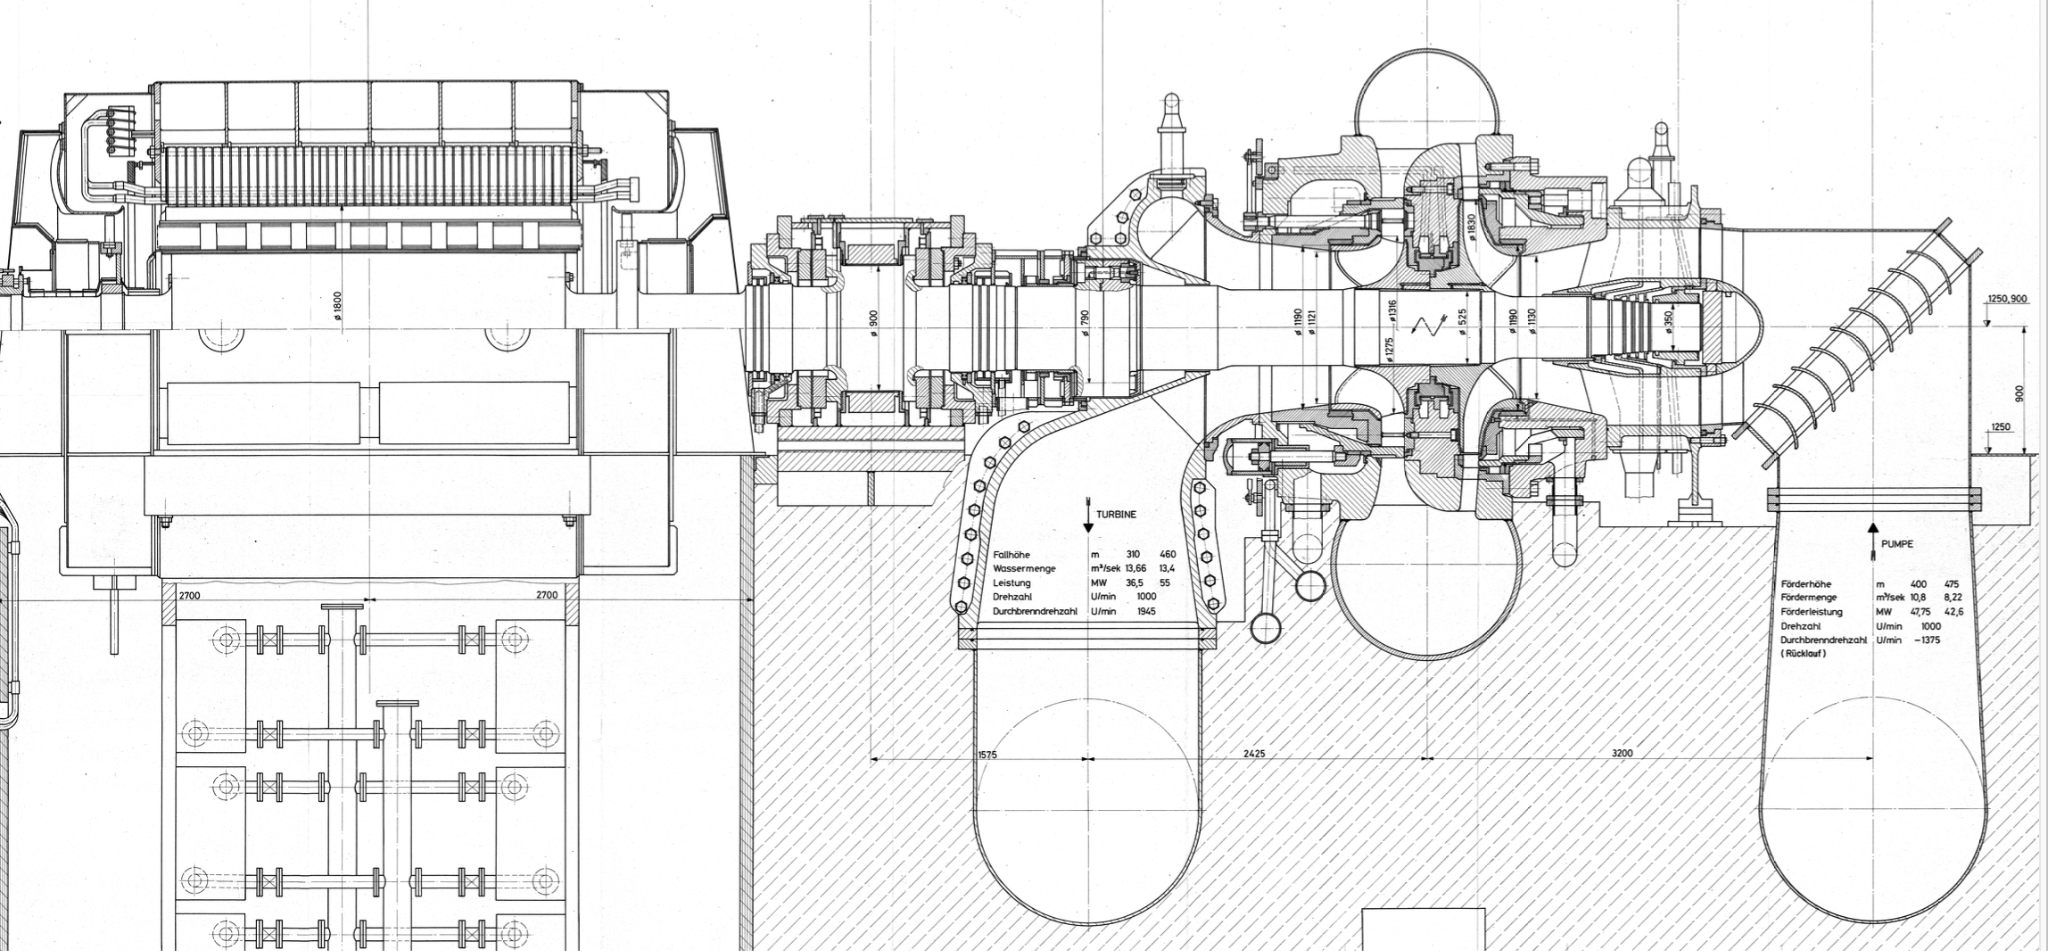 ø 1800
ø 900
ø 790
ø 1190
ø 1121
ø 1316
ø 1275
ø 525
ø 1830
ø 1190
ø 1130
ø 350
1250,900
900
1250
TURBINE
Fallhöhe m 310 460
Wassermenge m³/sek 13,66 13,4
Leistung MW 36,5 55
Drehzahl U/min 1000
Durchbrenndrehzahl U/min 1945
PUMPE
Förderhöhe m 400 475
Fördermenge m³/sek 10,8 8,22
Förderleistung MW 47,75 42,6
Drehzahl U/min 1000
Durchbrenndrehzahl U/min −1375
(Rücklauf)
2700 2700
1575 2425 3200